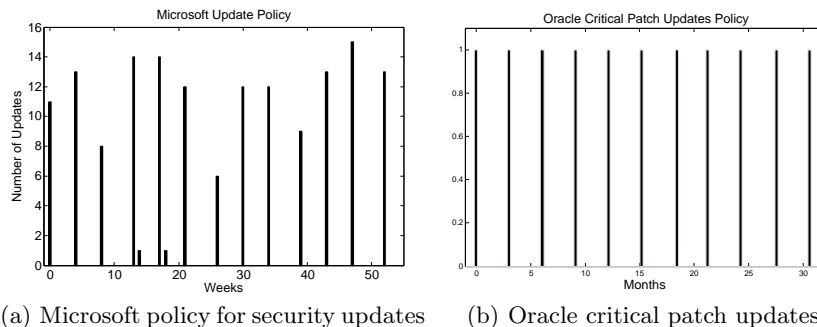 Microsoft Update Policy
Number of Updates
16
14
12
10
8
6
4
2
0
0 10 20 30 40 50
Weeks
(a) Microsoft policy for security updates
Oracle Critical Patch Updates Policy
1
0.8
0.6
0.4
0.2
0
0 5 10 15 20 25 30
Months
(b) Oracle critical patch updates